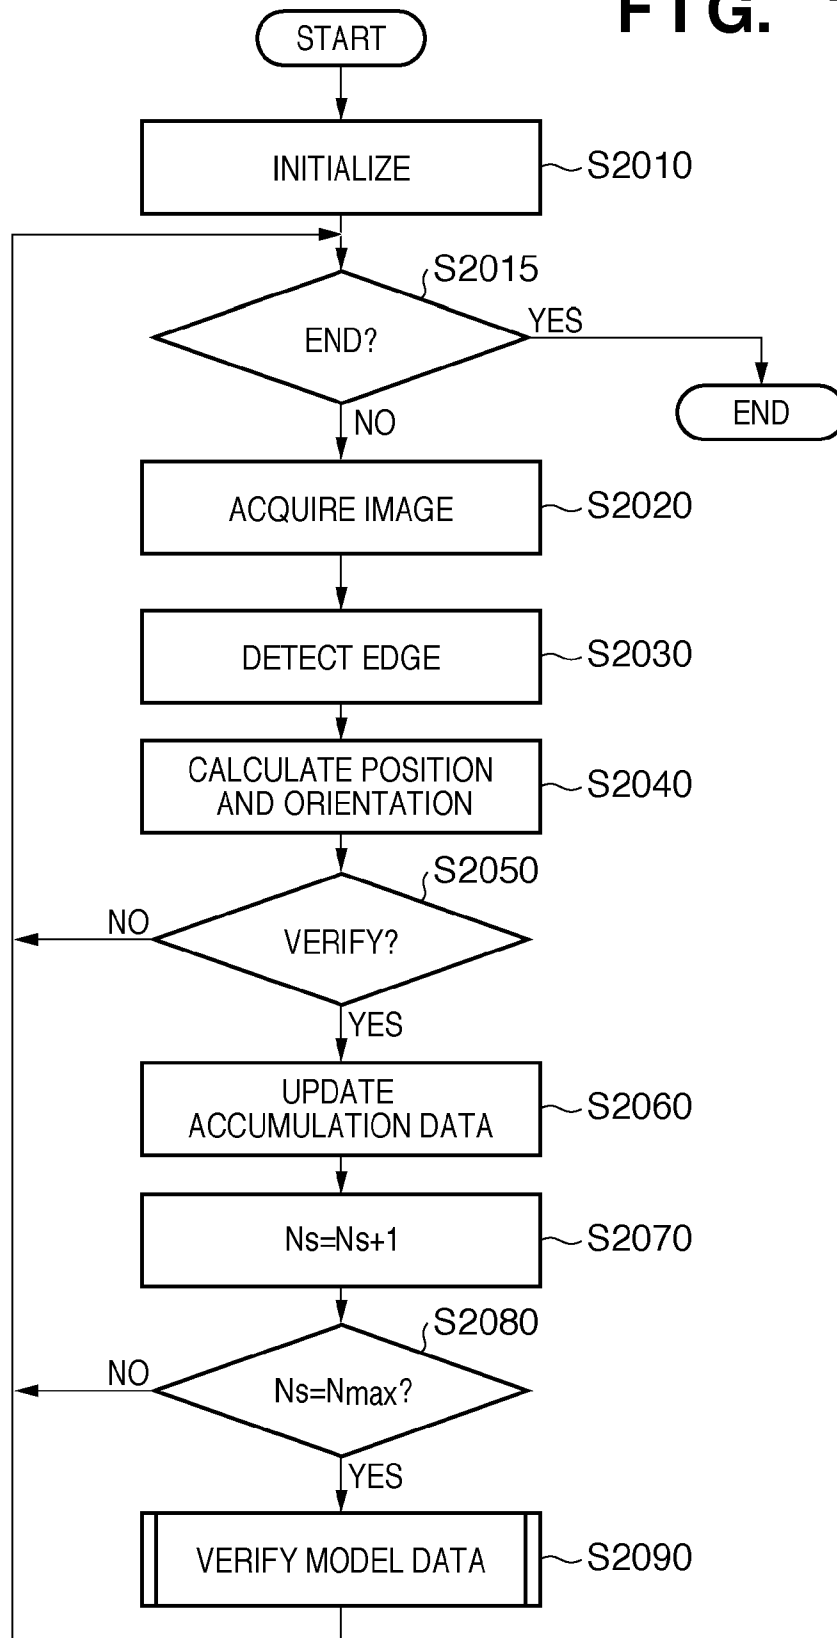 FIG.
START
INITIALIZE
S2010
S2015
END?
YES
END
NO
ACQUIRE IMAGE
S2020
DETECT EDGE
S2030
CALCULATE POSITION
AND ORIENTATION
S2040
S2050
NO
VERIFY?
YES
UPDATE
ACCUMULATION DATA
S2060
Ns=Ns+1
S2070
S2080
NO
Ns=Nmax?
YES
VERIFY MODEL DATA
S2090